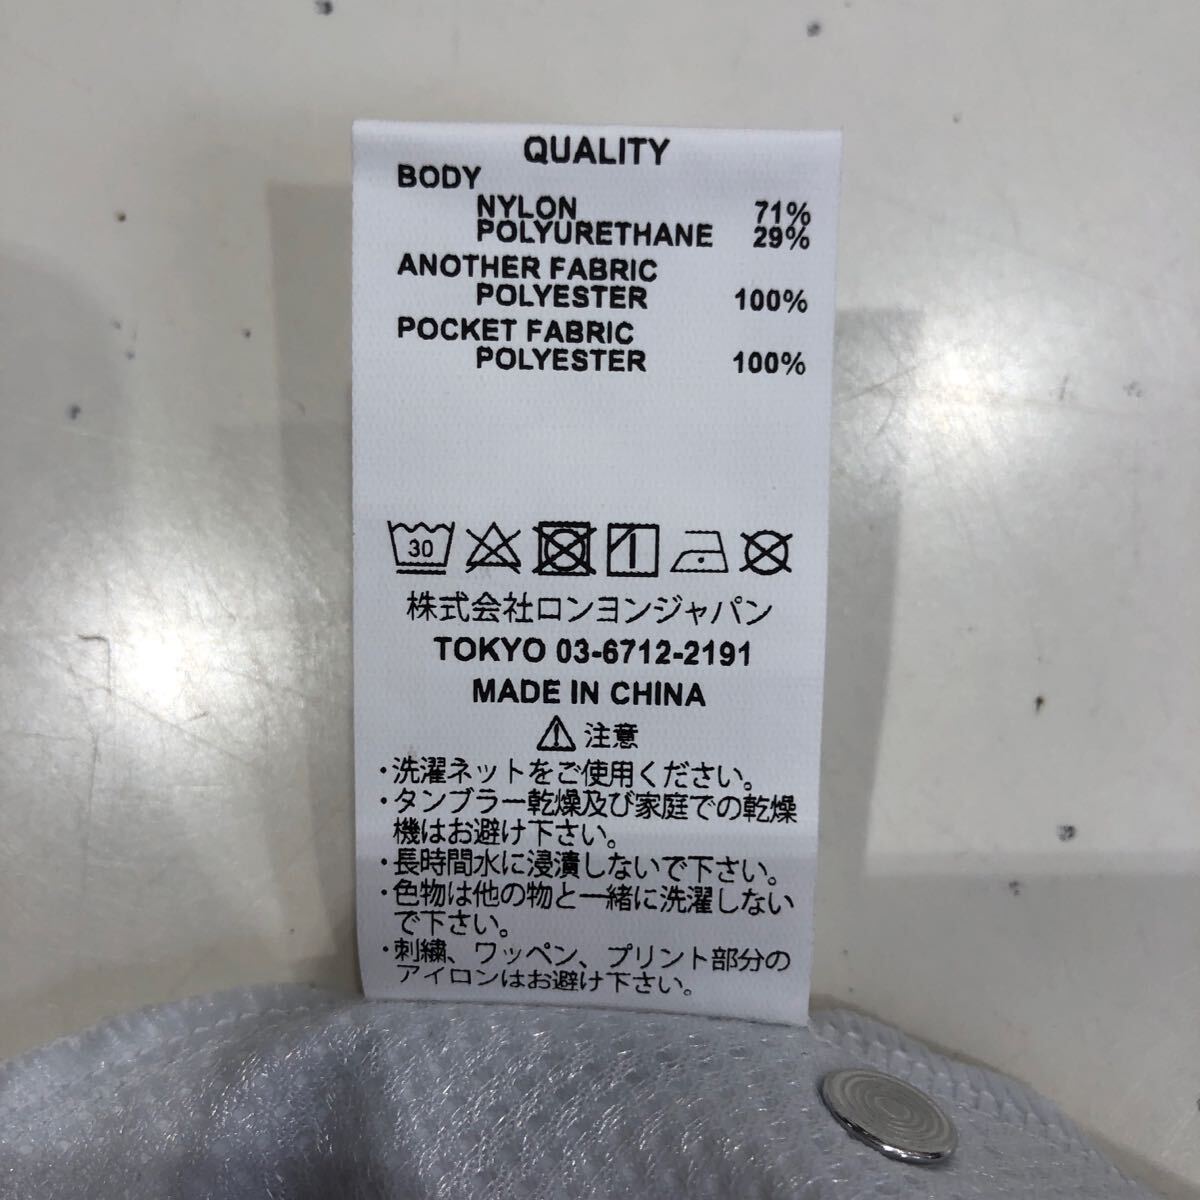 QUALITY
BODY
NYLON 71%
POLYURETHANE 29%
ANOTHER FABRIC
POLYESTER 100%
POCKET FABRIC
POLYESTER 100%
30
株式会社ロンヨンジャパン
TOKYO 03-6712-2191
MADE IN CHINA
注意
・洗濯ネットをご使用ください。
・タンブラー乾燥及び家庭での乾燥
機はお避け下さい。
・長時間水に浸漬しないで下さい。
・色物は他の物と一緒に洗濯しない
で下さい。
・刺繍、ワッペン、プリント部分の
アイロンはお避け下さい。